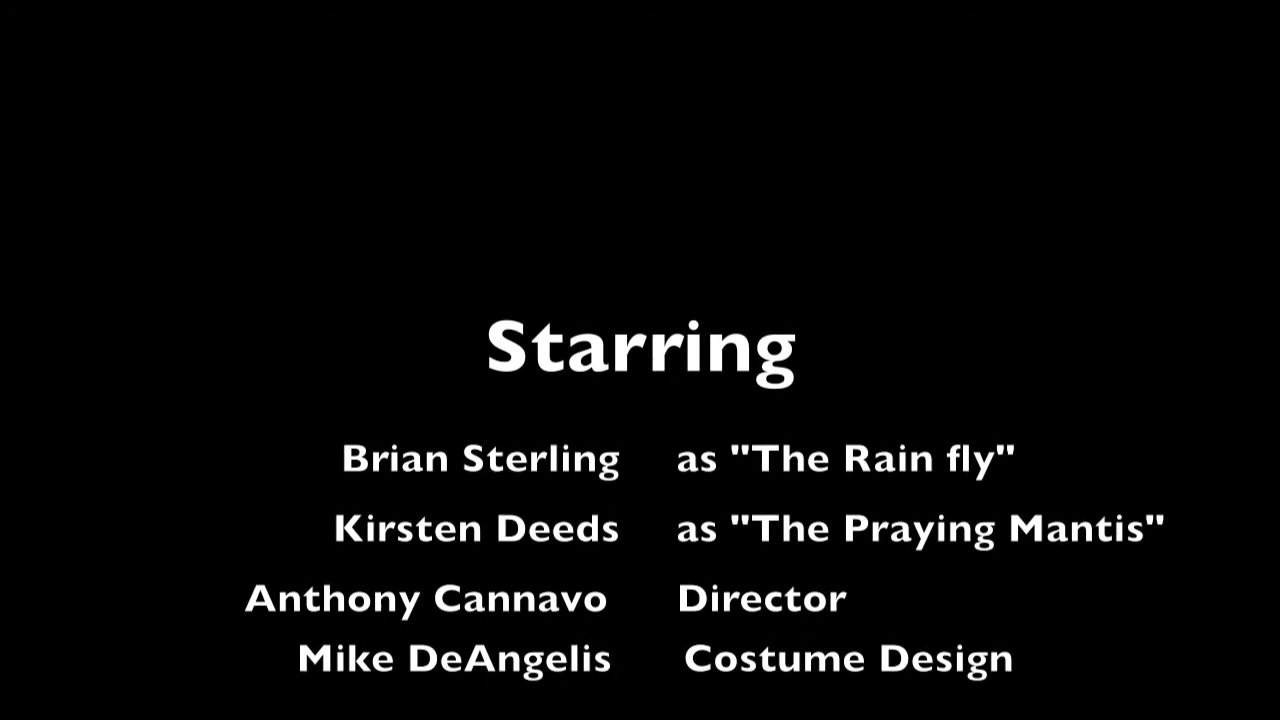 Starring
Brian Sterling as "The Rain fly"
Kirsten Deeds as "The Praying Mantis"
Anthony Cannavo Director
Mike DeAngelis Costume Design